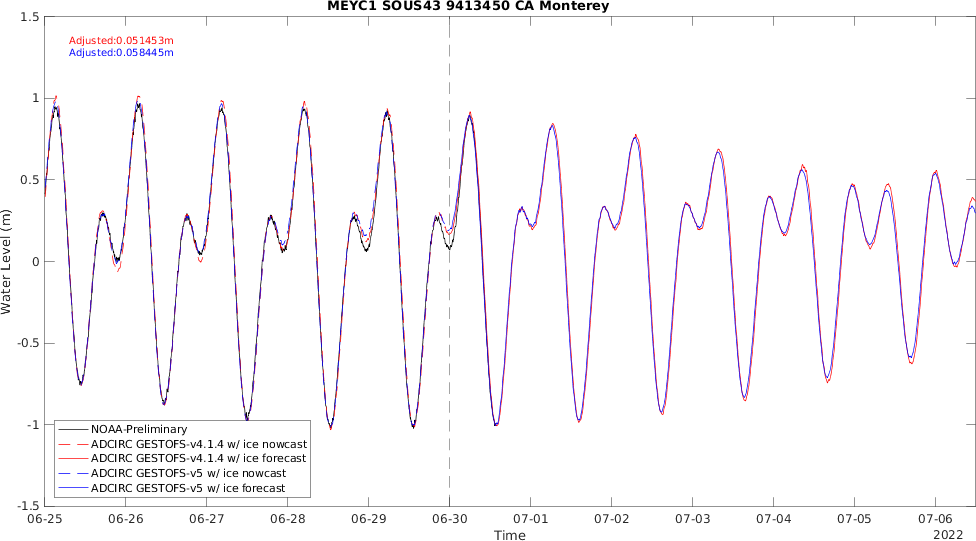 MEYC1 SOUS43 9413450 CA Monterey
Adjusted:0.051453m
Adjusted:0.058445m
1.5
1
0.5
0
-0.5
-1
-1.5
Water Level (m)
NOAA-Preliminary
ADCIRC GESTOFS-v4.1.4 w/ ice nowcast
ADCIRC GESTOFS-v4.1.4 w/ ice forecast
ADCIRC GESTOFS-v5 w/ ice nowcast
ADCIRC GESTOFS-v5 w/ ice forecast
06-25 06-26 06-27 06-28 06-29 06-30 07-01 07-02 07-03 07-04 07-05 07-06
Time
2022